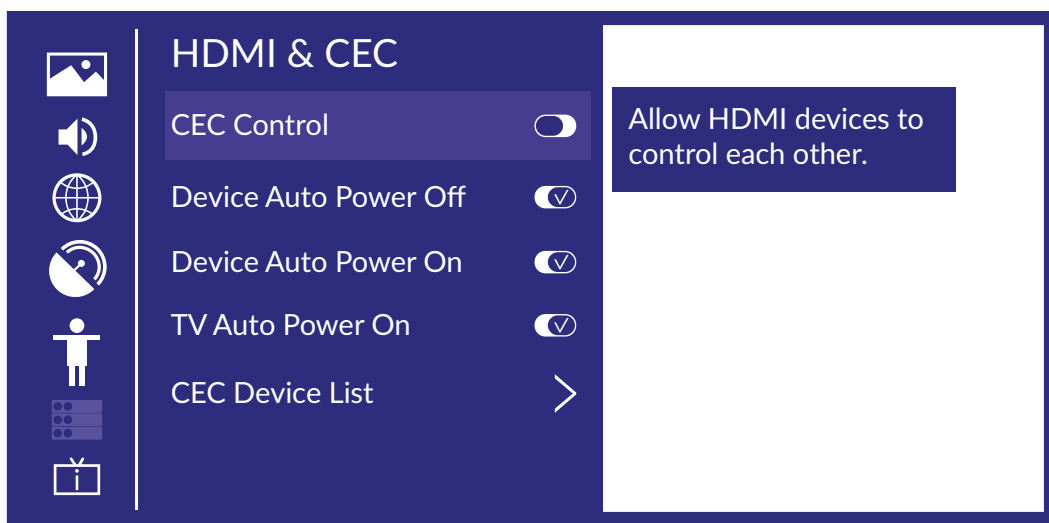 HDMI & CEC
CEC Control
Allow HDMI devices to
control each other.
Device Auto Power Off
Device Auto Power On
TV Auto Power On
CEC Device List
i